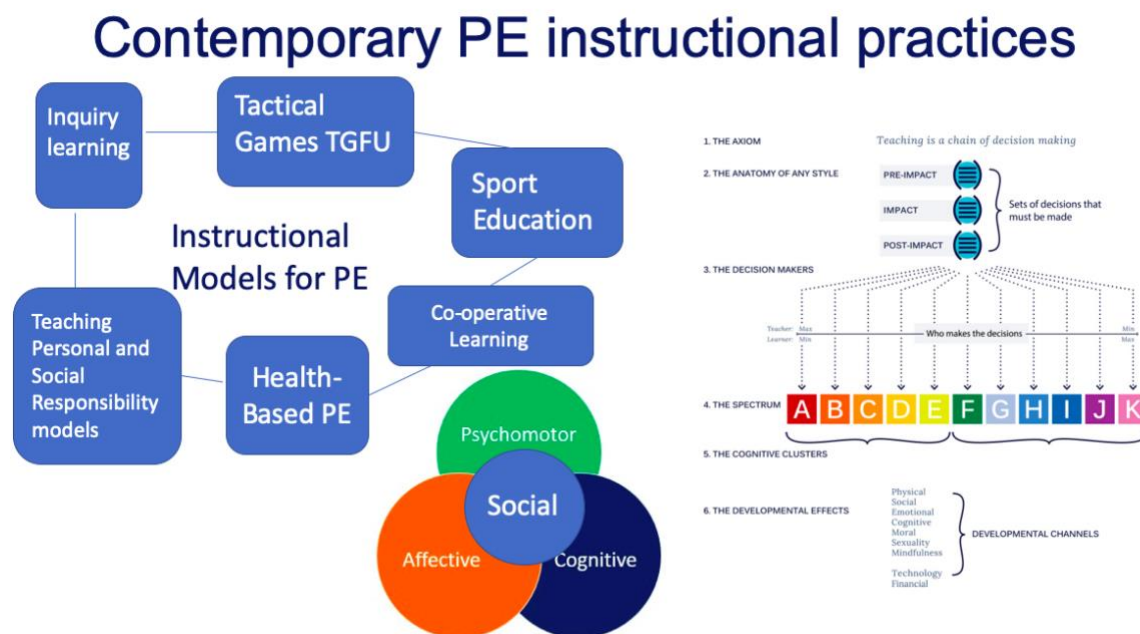 Contemporary PE instructional practices
Inquiry
learning
Tactical
Games TGFU
Sport
Education
Instructional
Models for PE
Co-operative
Learning
Health-
Based PE
Teaching
Personal and
Social
Responsibility
models
Psychomotor
Social
Affective
Cognitive
1. THE AXIOM
Teaching is a chain of decision making
2. THE ANATOMY OF ANY STYLE
PRE-IMPACT
IMPACT
POST-IMPACT
Sets of decisions that
must be made
3. THE DECISION MAKERS
Teacher: Max
Learner: Min
Who makes the decisions
Min
Max
4. THE SPECTRUM
A B C D E F G H I J K
5. THE COGNITIVE CLUSTERS
6. THE DEVELOPMENTAL EFFECTS
Physical
Social
Emotional
Cognitive
Moral
Sexuality
Mindfulness
Technology
Financial
DEVELOPMENTAL CHANNELS